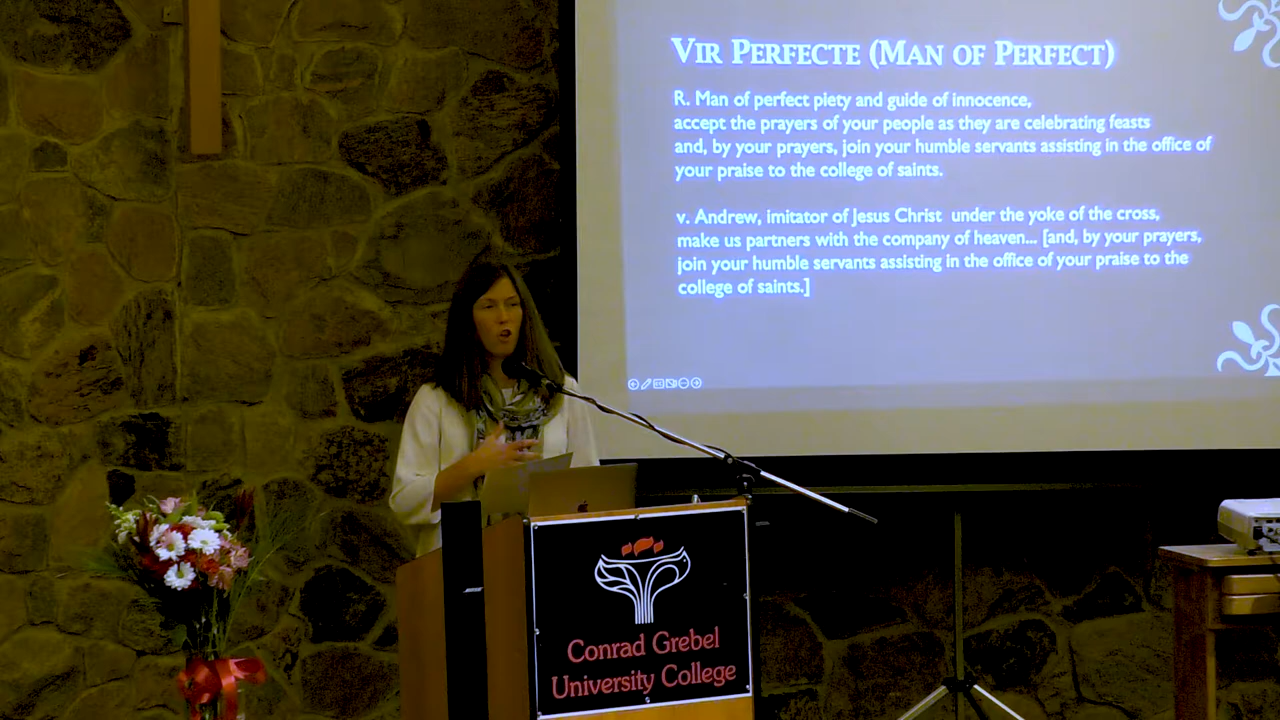 VIR PERFECTE (MAN OF PERFECT)
R. Man of perfect piety and guide of innocence,
accept the prayers of your people as they are celebrating feasts
and, by your prayers, join your humble servants assisting in the office of
your praise to the college of saints.
v. Andrew, imitator of Jesus Christ under the yoke of the cross,
make us partners with the company of heaven... [and, by your prayers,
join your humble servants assisting in the office of your praise to the
college of saints.]
Conrad Grebel
University College